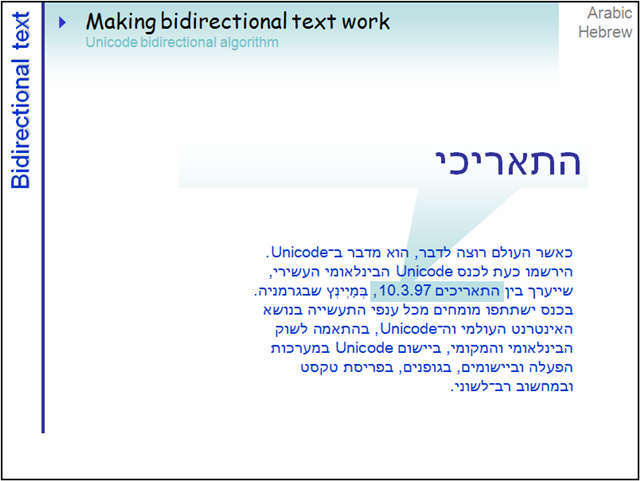 Bidirectional text
Making bidirectional text work
Unicode bidirectional algorithm
Arabic
Hebrew
התאריכי
כאשר העולם רוצה לדבר, הוא מדבר ב־Unicode.
הירשמו כעת לכנס Unicode הבינלאומי העשירי,
שייערך בין התאריכים 10.3.97, בְּמַיְינְץ שבגרמניה.
בכנס ישתתפו מומחים מכל ענפי התעשייה בנושא
האינטרנט העולמי וה־Unicode, בהתאמה לשוק
הבינלאומי והמקומי, ביישום Unicode במערכות
הפעלה וביישומים, בגופנים, בפריסת טקסט
ובמחשוב רב־לשוני.